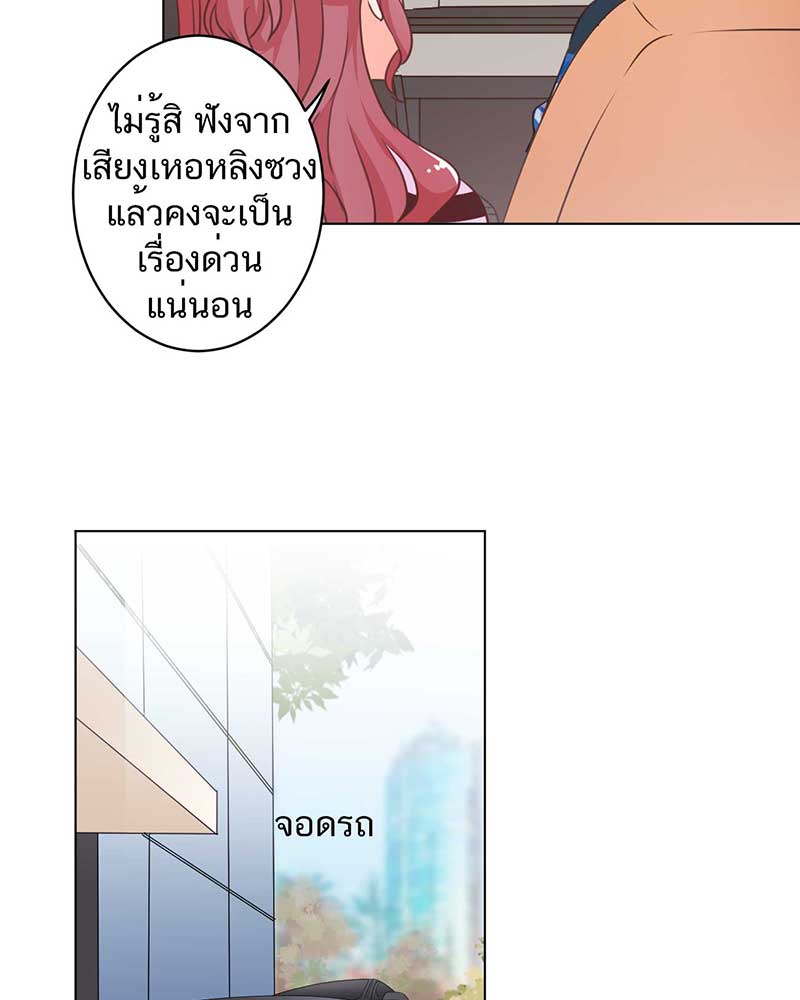 ไม่รู้สิ ฟังจาก
เสียงเหอหลิงซวง
แล้วคงจะเป็น
เรื่องด่วน
แน่นอน
จอดรถ